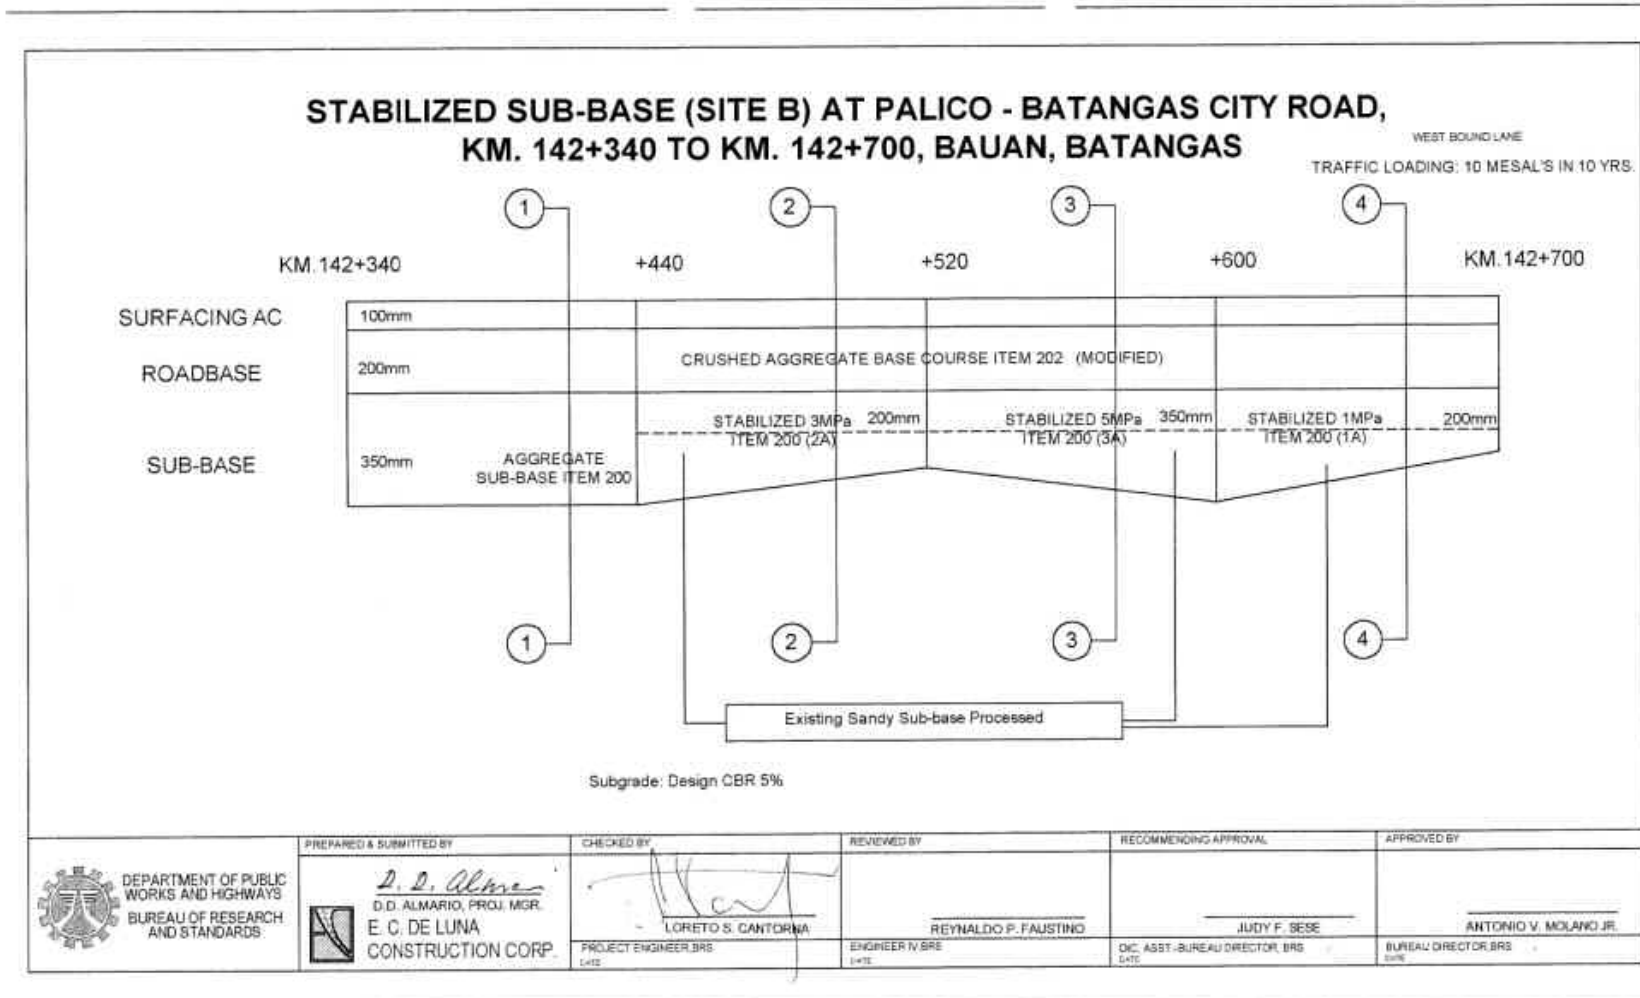 STABILIZED SUB-BASE (SITE B) AT PALICO - BATANGAS CITY ROAD,
KM. 142+340 TO KM. 142+700, BAUAN, BATANGAS
WEST BOUND LANE
TRAFFIC LOADING: 10 MESAL'S IN 10 YRS.
1 2 3 4
KM.142+340 +440 +520 +600 KM.142+700
SURFACING AC 100mm
ROADBASE 200mm CRUSHED AGGREGATE BASE COURSE ITEM 202 (MODIFIED)
STABILIZED 3MPa 200mm STABILIZED 5MPa 350mm STABILIZED 1MPa 200mm
ITEM 200 (2A) ITEM 200 (3A) ITEM 200 (1A)
SUB-BASE 350mm AGGREGATE
SUB-BASE ITEM 200
1 2 3 4
Existing Sandy Sub-base Processed
Subgrade: Design CBR 5%
DEPARTMENT OF PUBLIC
WORKS AND HIGHWAYS
BUREAU OF RESEARCH
AND STANDARDS
PREPARED & SUBMITTED BY
D.D. ALMARIO, PROJ. MGR.
E. C. DE LUNA
CONSTRUCTION CORP.
CHECKED BY
LORETO S. CANTORNA
PROJECT ENGINEER, BRS
DATE
REVIEWED BY
REYNALDO P. FAUSTINO
ENGINEER IV, BRS
DATE
RECOMMENDING APPROVAL
JUDY F. SESE
OIC, ASST.-BUREAU DIRECTOR, BRS
DATE
APPROVED BY
ANTONIO V. MOLANO JR.
BUREAU DIRECTOR, BRS
DATE